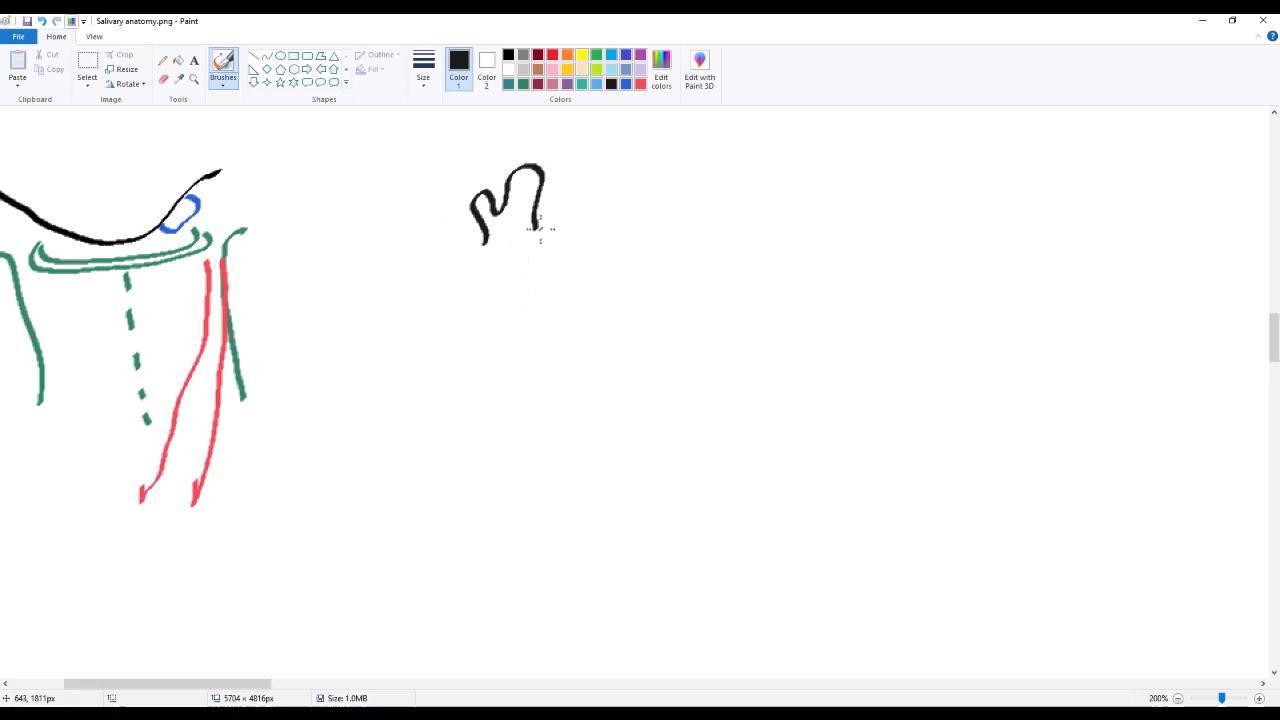 Salivary anatomy.png - Paint
File
Home
View
Paste
Cut
Copy
Clipboard
Select
Crop
Resize
Rotate
Image
Tools
Brushes
Shapes
Outline
Fill
Size
Color
1
Color
2
Edit
colors
Edit with
Paint 3D
Colors
643, 1811px
5704 × 4816px
Size: 1.0MB
200%